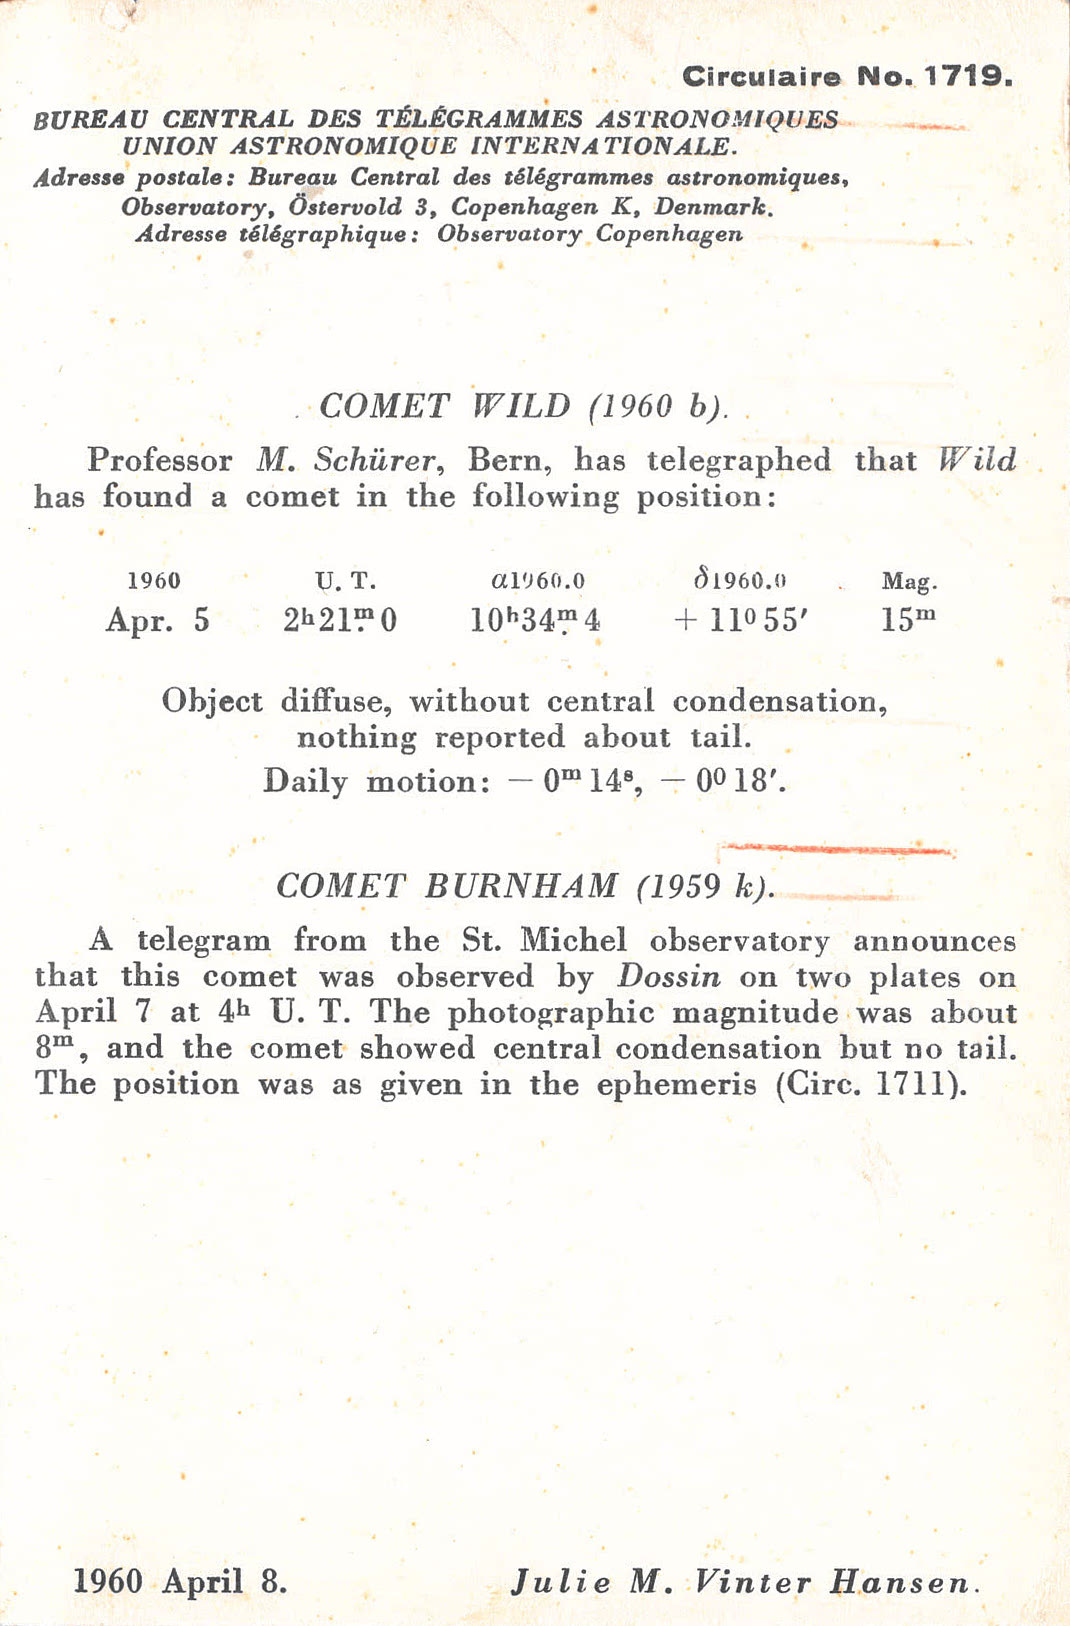 Circulaire No. 1719.
BUREAU CENTRAL DES TÉLÉGRAMMES ASTRONOMIQUES
UNION ASTRONOMIQUE INTERNATIONALE.
Adresse postale: Bureau Central des télégrammes astronomiques,
Observatory, Östervold 3, Copenhagen K, Denmark.
Adresse télégraphique: Observatory Copenhagen
COMET WILD (1960 b).
Professor M. Schürer, Bern, has telegraphed that Wild
has found a comet in the following position:
1960 U. T. α1960.0 δ1960.0 Mag.
Apr. 5 2ʰ21ᵐ.0 10ʰ34ᵐ.4 + 11⁰55′ 15ᵐ
Object diffuse, without central condensation,
nothing reported about tail.
Daily motion: — 0ᵐ 14ˢ, — 0⁰ 18′.
COMET BURNHAM (1959 k).
A telegram from the St. Michel observatory announces
that this comet was observed by Dossin on two plates on
April 7 at 4ʰ U. T. The photographic magnitude was about
8ᵐ, and the comet showed central condensation but no tail.
The position was as given in the ephemeris (Circ. 1711).
1960 April 8. Julie M. Vinter Hansen.